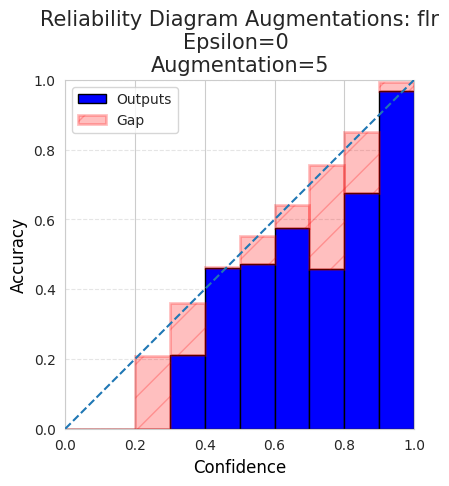 Reliability Diagram Augmentations: flr
Epsilon=0
Augmentation=5
Outputs
Gap
Accuracy
1.0
0.8
0.6
0.4
0.2
0.0
0.0 0.2 0.4 0.6 0.8 1.0
Confidence